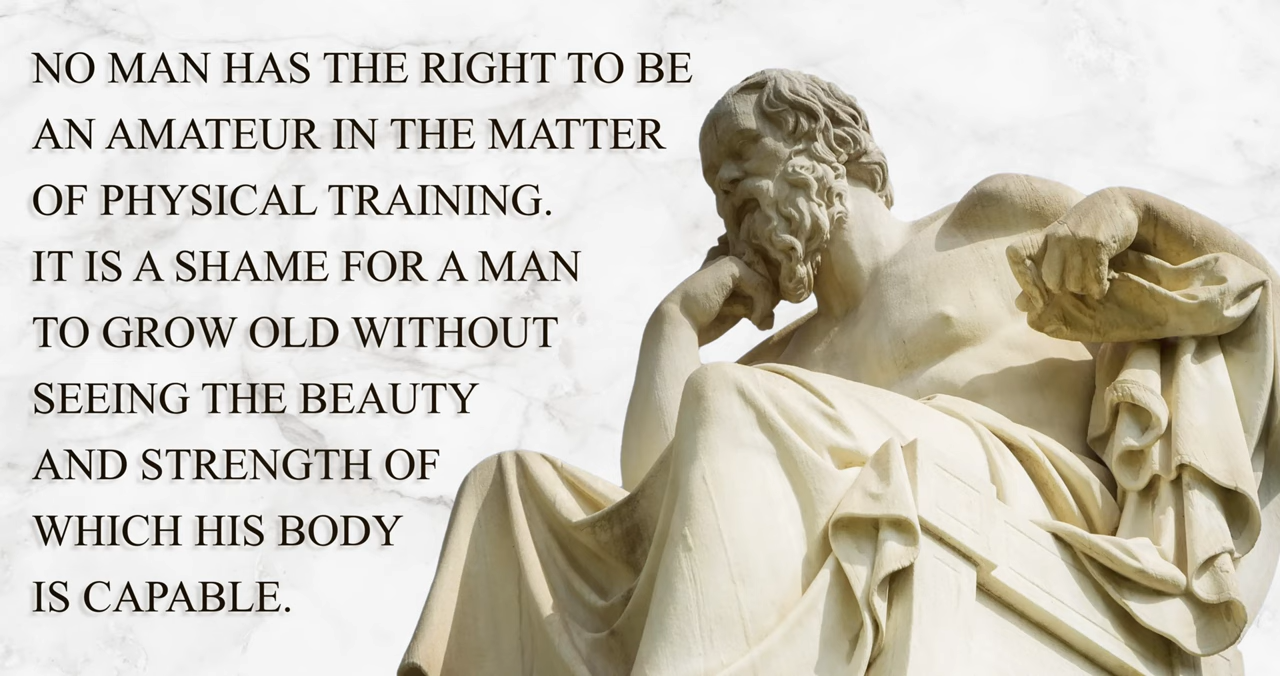 NO MAN HAS THE RIGHT TO BE
AN AMATEUR IN THE MATTER
OF PHYSICAL TRAINING.
IT IS A SHAME FOR A MAN
TO GROW OLD WITHOUT
SEEING THE BEAUTY
AND STRENGTH OF
WHICH HIS BODY
IS CAPABLE.